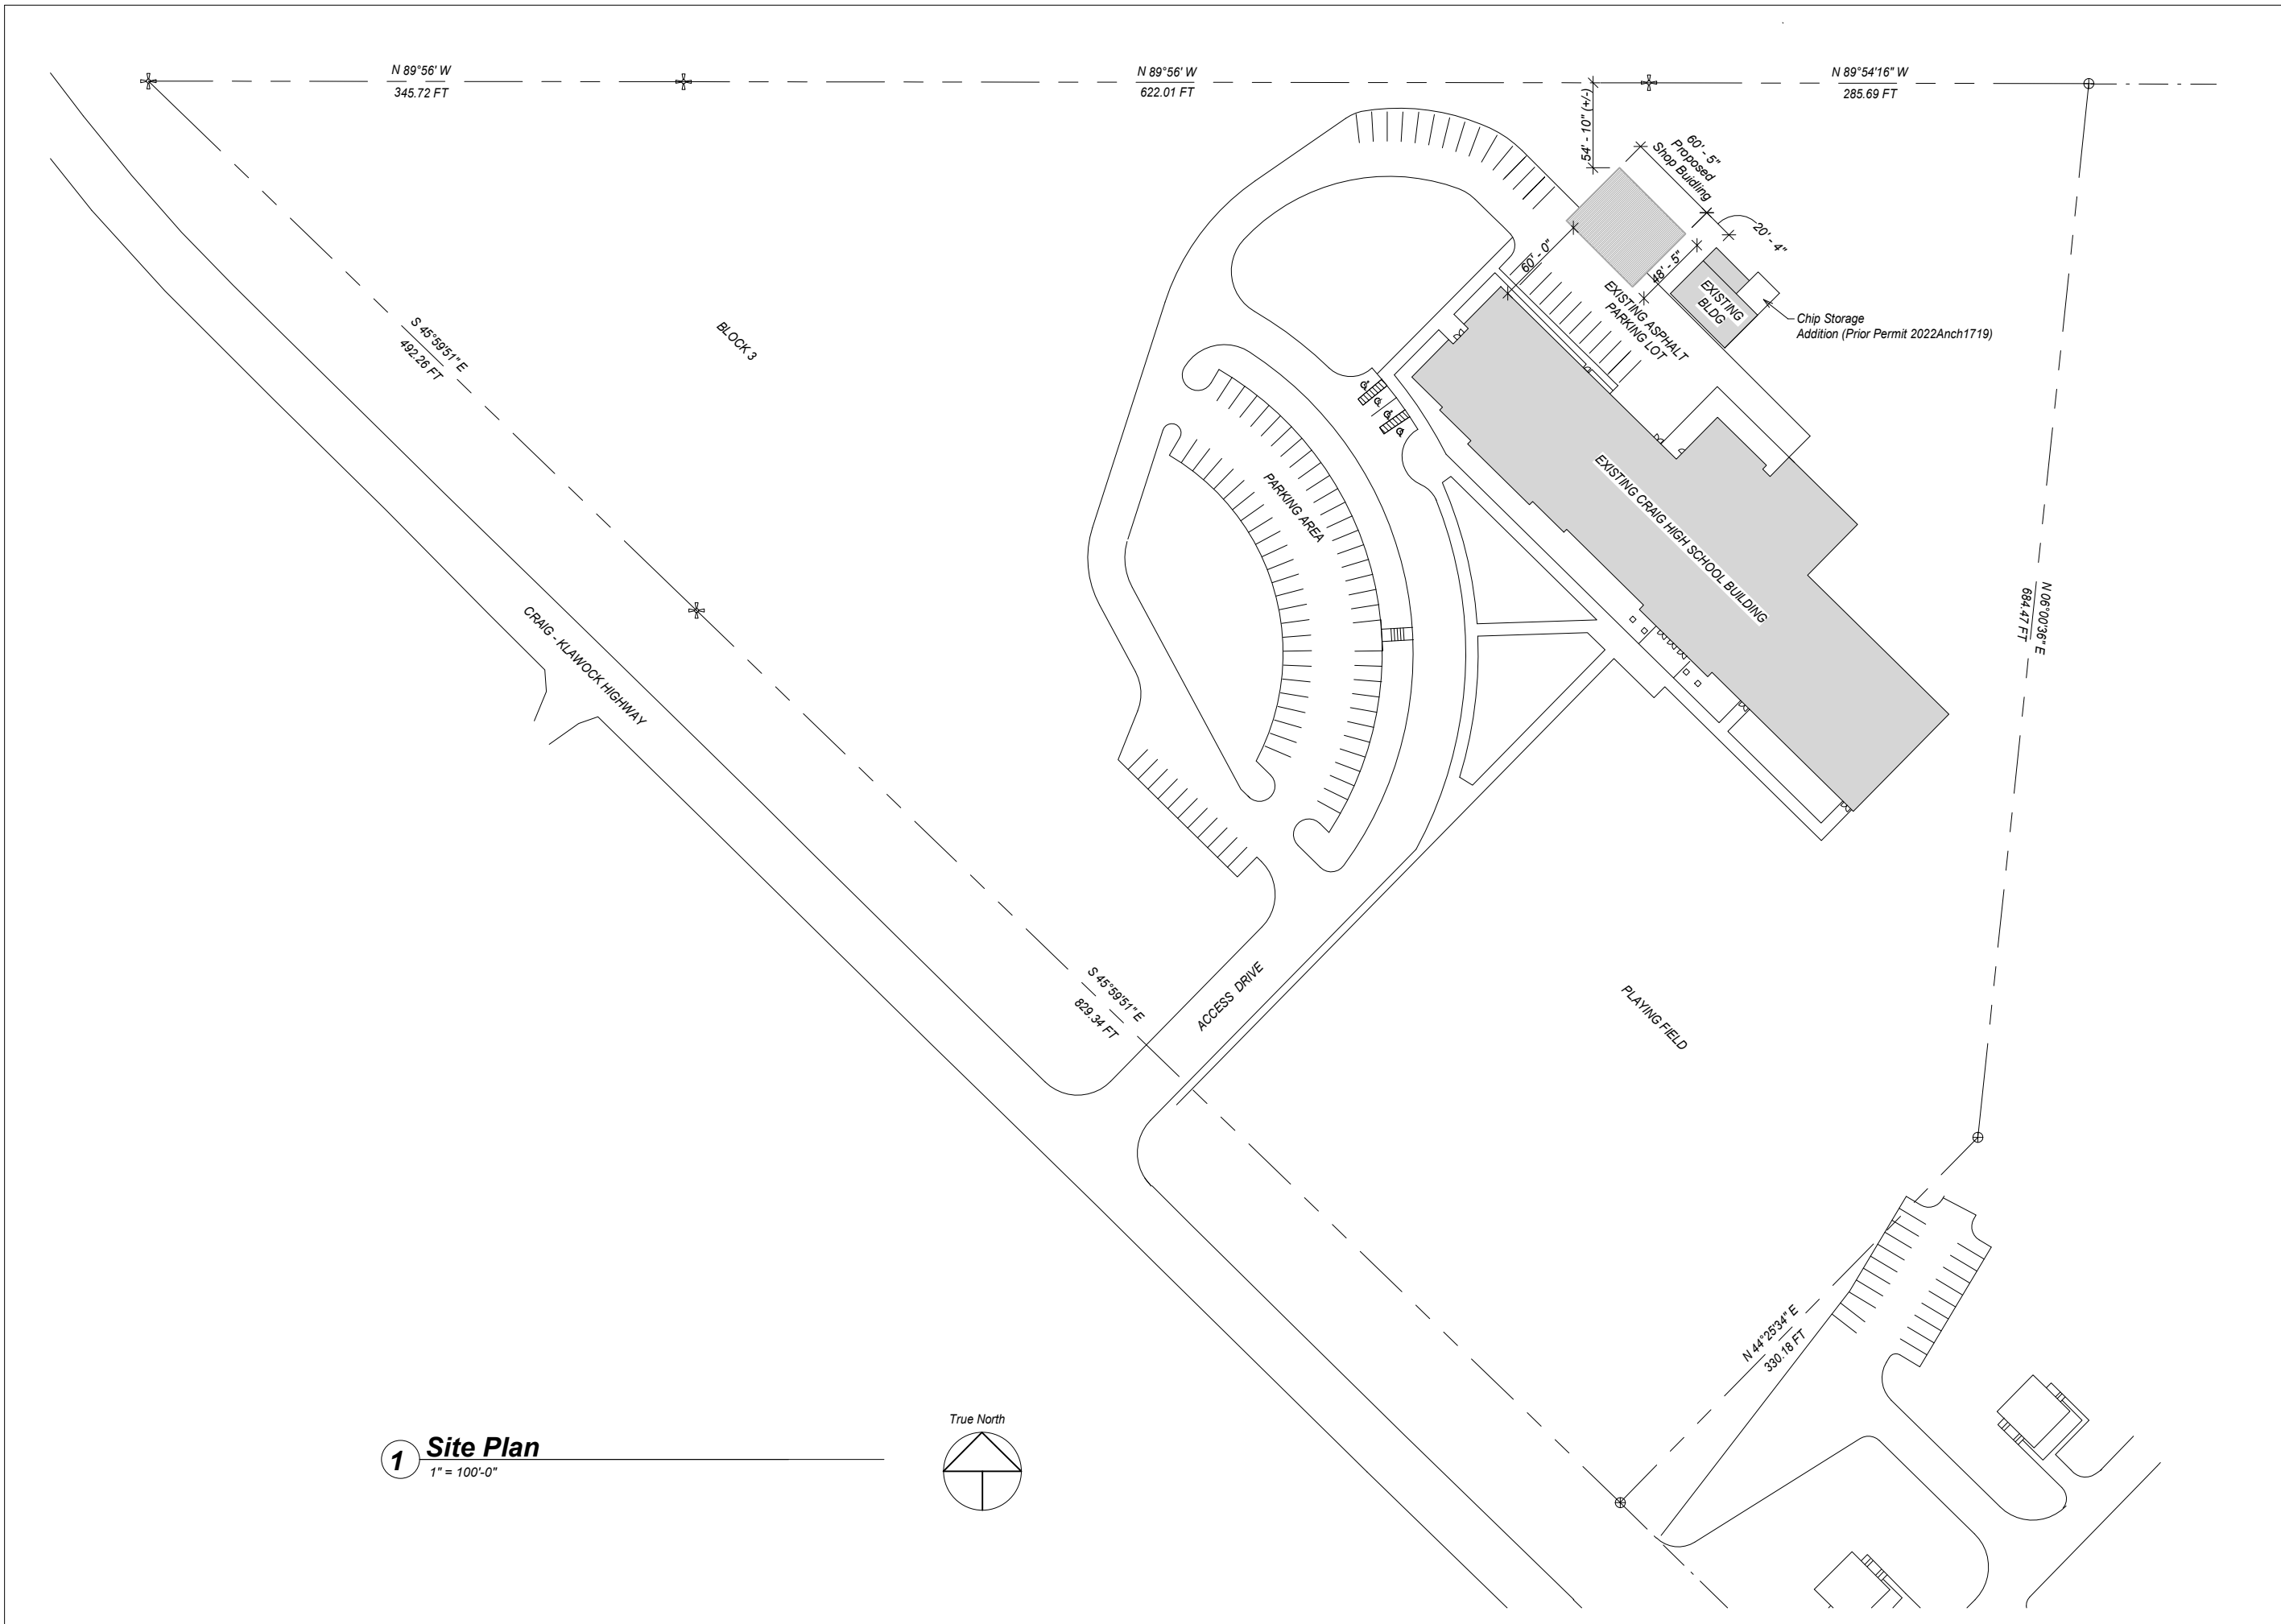 N 89°56' W
345.72 FT
N 89°56' W
622.01 FT
N 89°54'16" W
285.69 FT
54' - 10" (+/-)
60' - 5"
Proposed
Shop Buidling
20' - 4"
60' - 0"
48' - 5"
EXISTING ASPHALT
PARKING LOT
EXISTING
BLDG
Chip Storage
Addition (Prior Permit 2022Anch1719)
S 45°59'51" E
492.26 FT
BLOCK 3
PARKING AREA
EXISTING CRAIG HIGH SCHOOL BUILDING
N 06°00'36" E
684.47 FT
CRAIG - KLAWOCK HIGHWAY
S 45°59'51" E
829.34 FT
ACCESS DRIVE
PLAYING FIELD
N 44°25'34" E
330.18 FT
True North
1 Site Plan
1" = 100'-0"